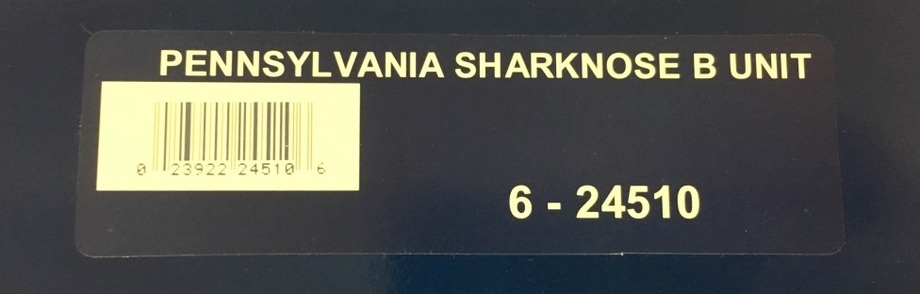 PENNSYLVANIA SHARKNOSE B UNIT
0 23922 24510 6
6 - 24510